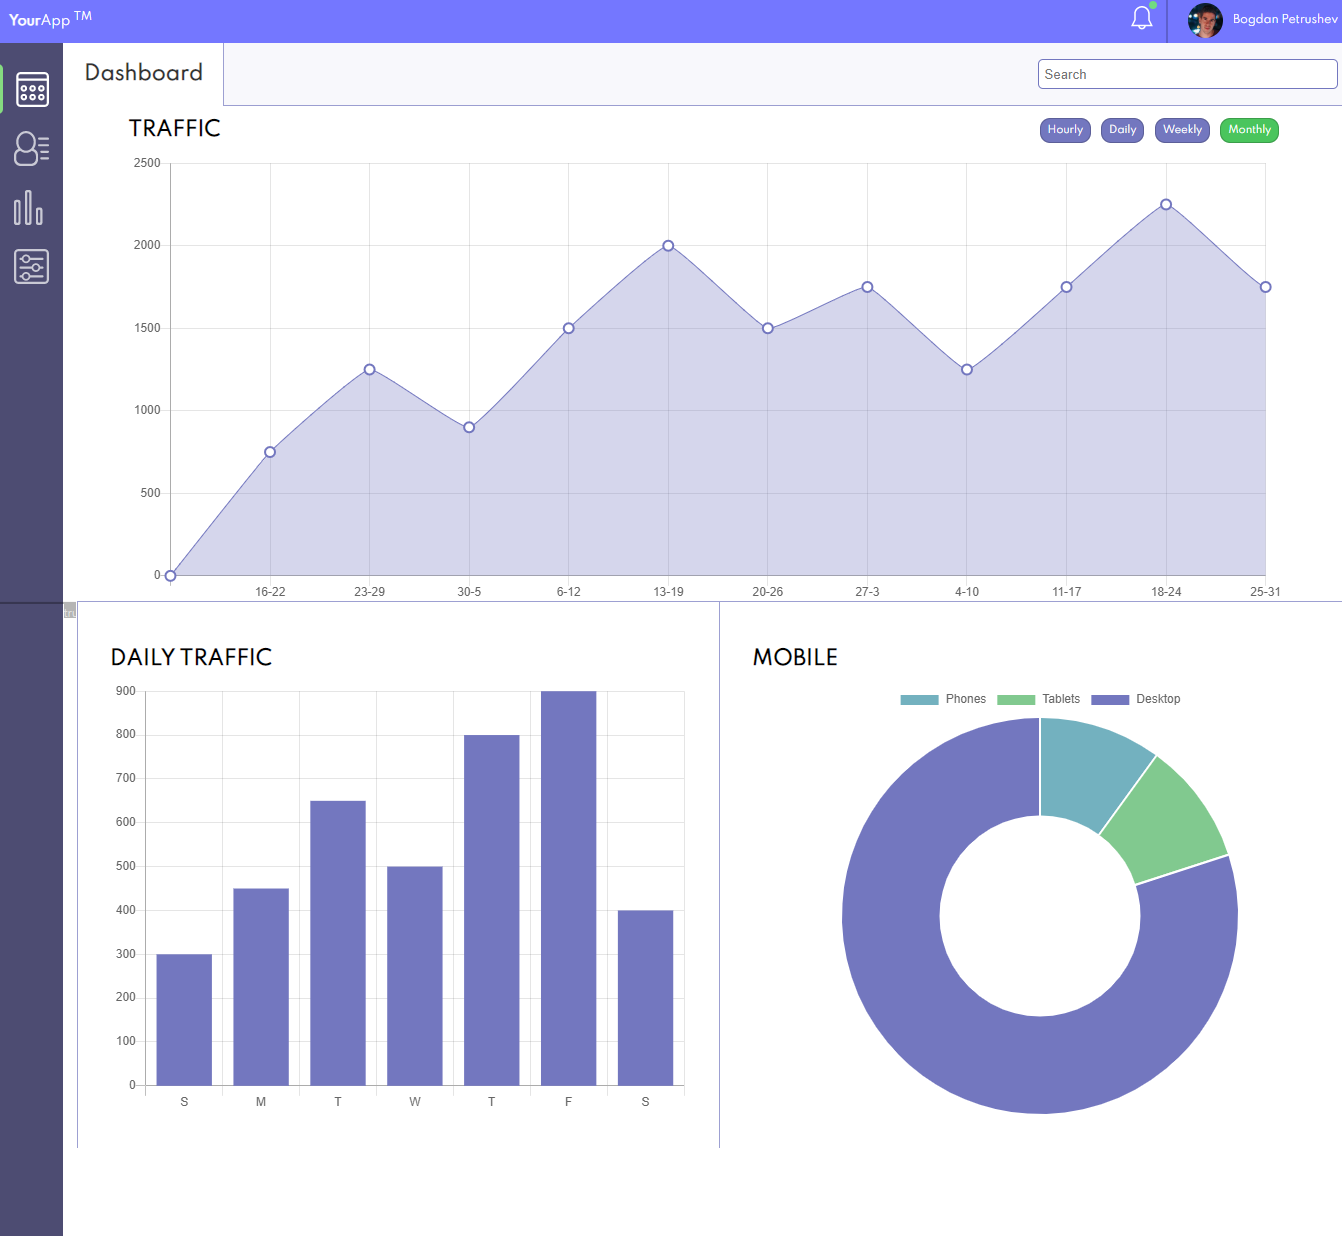 YourApp TM
Bogdan Petrushev
Dashboard
Search
TRAFFIC
Hourly Daily Weekly Monthly
2500
2000
1500
1000
500
0
16-22 23-29 30-5 6-12 13-19 20-26 27-3 4-10 11-17 18-24 25-31
DAILY TRAFFIC
900
800
700
600
500
400
300
200
100
0
S M T W T F S
MOBILE
Phones Tablets Desktop